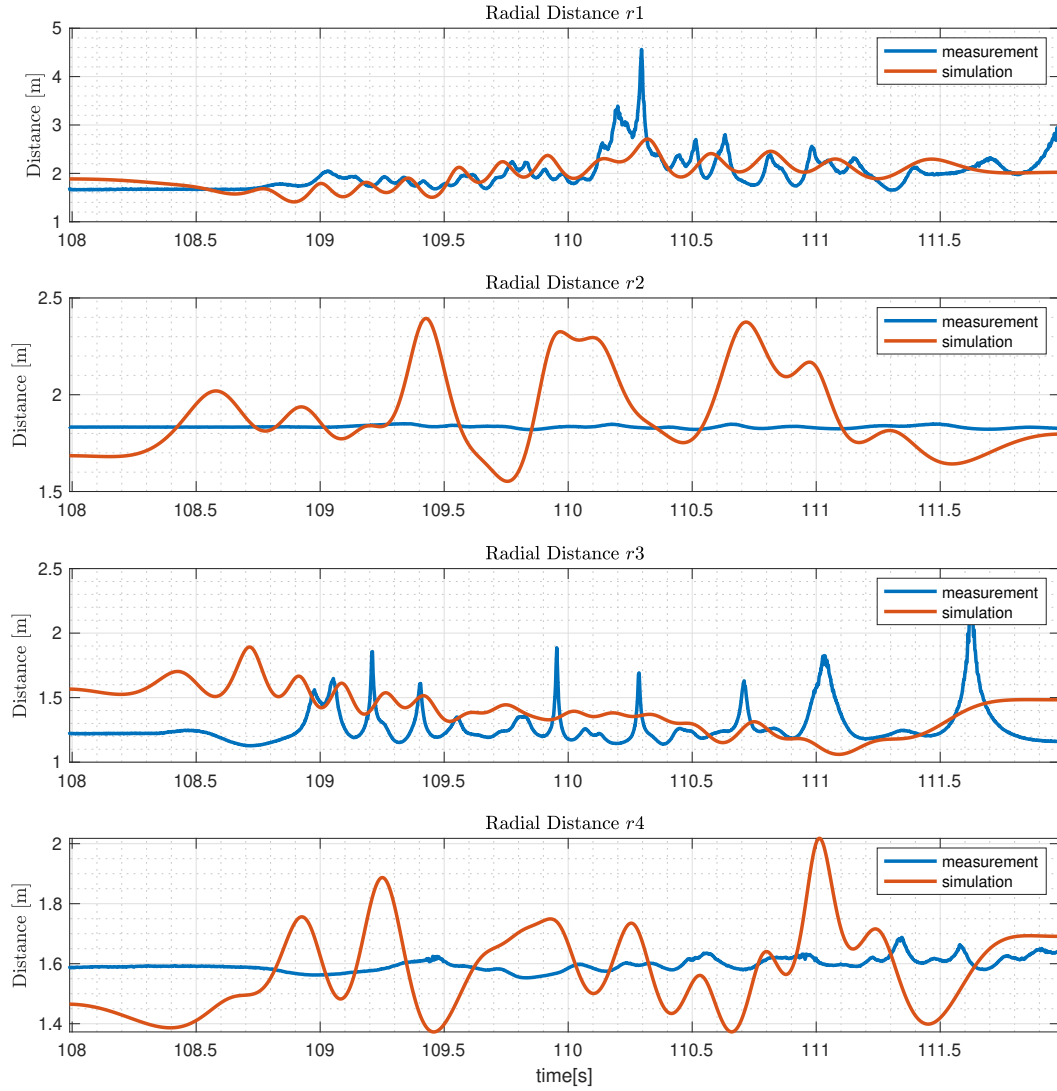 Radial Distance r1
5
4
3
2
1
Distance [m]
measurement
simulation
108 108.5 109 109.5 110 110.5 111 111.5
Radial Distance r2
2.5
2
1.5
Distance [m]
measurement
simulation
108 108.5 109 109.5 110 110.5 111 111.5
Radial Distance r3
2.5
2
1.5
1
Distance [m]
measurement
simulation
108 108.5 109 109.5 110 110.5 111 111.5
Radial Distance r4
2
1.8
1.6
1.4
Distance [m]
measurement
simulation
108 108.5 109 109.5 110 110.5 111 111.5
time[s]